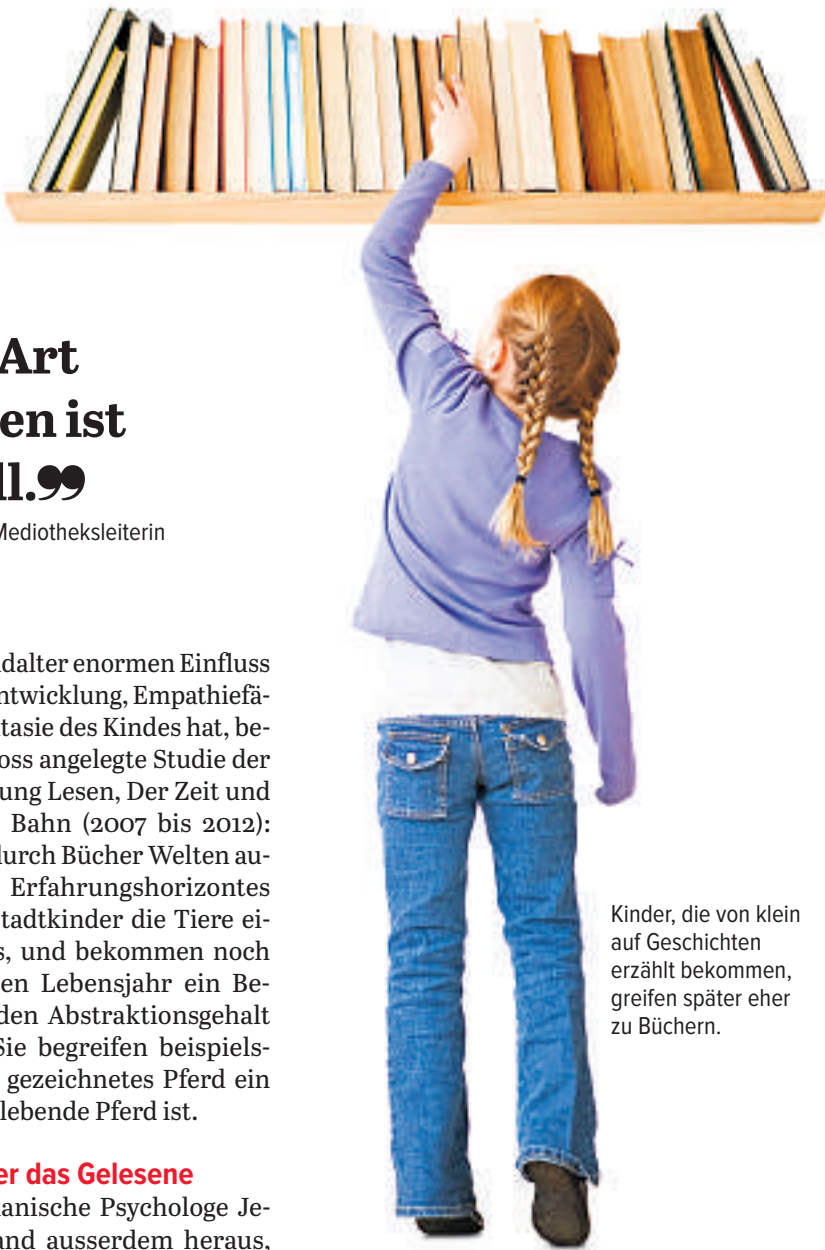 Art
en ist
ll.”
Mediotheksleiterin
dalter enormen Einfluss
ntwicklung, Empathiefä-
tasie des Kindes hat, be-
oss angelegte Studie der
ung Lesen, Der Zeit und
Bahn (2007 bis 2012):
durch Bücher Welten au-
Erfahrungshorizontes
tadtkinder die Tiere ei-
s, und bekommen noch
en Lebensjahr ein Be-
den Abstraktionsgehalt
Sie begreifen beispiels-
gezeichnetes Pferd ein
lebende Pferd ist.
er das Gelesene
anische Psychologe Je-
and ausserdem heraus,
Kinder, die von klein
auf Geschichten
erzählt bekommen,
greifen später eher
zu Büchern.